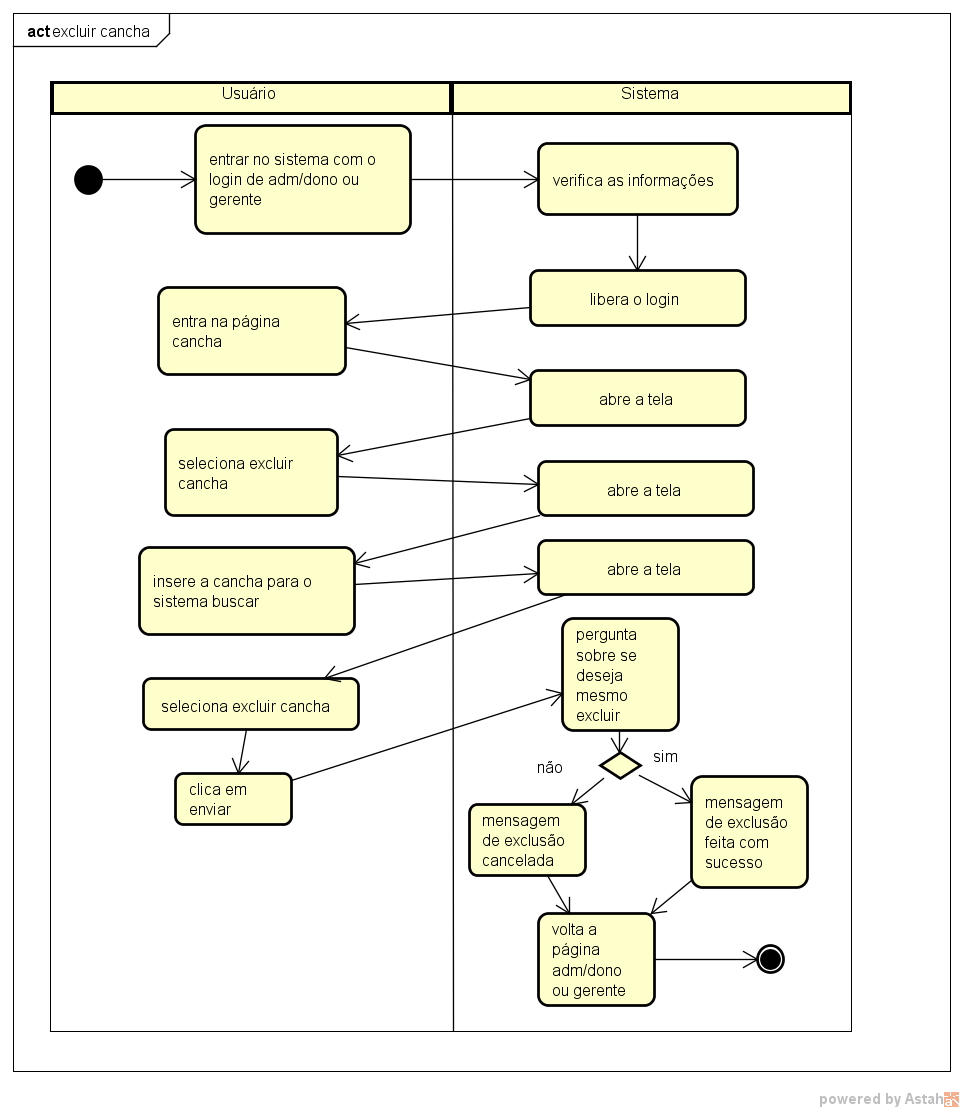 act excluir cancha
Usuário
Sistema
entrar no sistema com o
login de adm/dono ou
gerente
verifica as informações
libera o login
entra na página
cancha
abre a tela
seleciona excluir
cancha
abre a tela
insere a cancha para o
sistema buscar
abre a tela
seleciona excluir cancha
clica em
enviar
pergunta
sobre se
deseja
mesmo
excluir
não
sim
mensagem
de exclusão
cancelada
mensagem
de exclusão
feita com
sucesso
volta a
página
adm/dono
ou gerente
powered by Astah